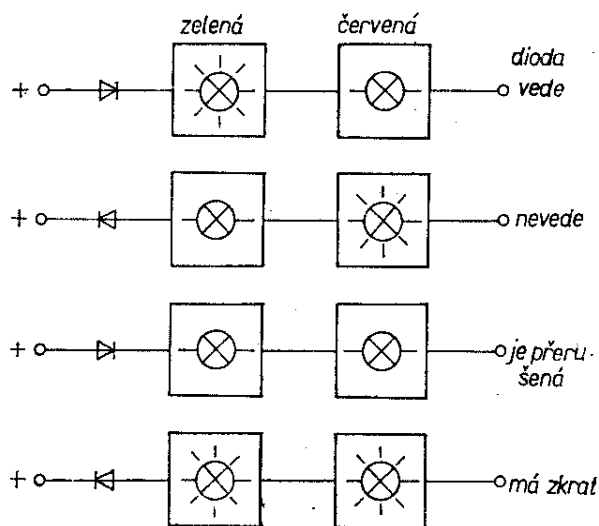 zelená
červená
dioda
+ vede
+ nevede
+ je přeru-
šená
+ má zkrat